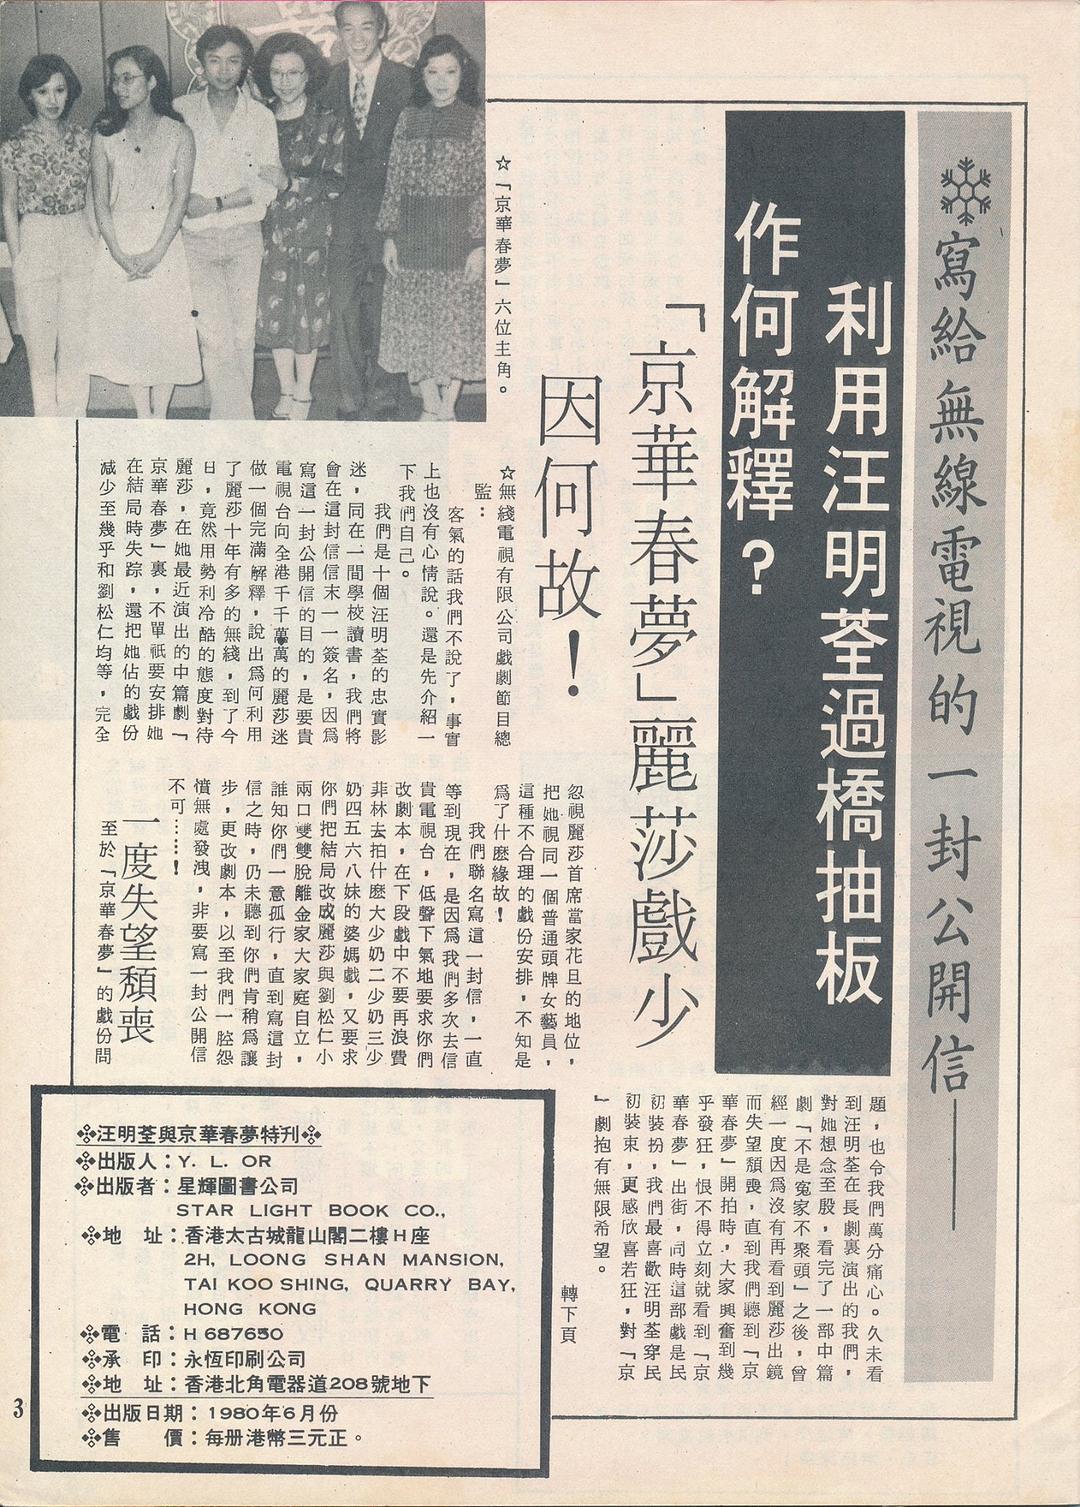 寫給無線電視的一封公開信——
利用汪明荃過橋抽板
作何解釋？
「京華春夢」麗莎戲少
因何故！
☆「京華春夢」六位主角。
☆無綫電視有限公司戲劇節目總
監：
客氣的話我們不說了，事實
上也沒有心情說。還是先介紹一
下我們自己。
我們是十個汪明荃的忠實影
迷，同在一間學校讀書，我們將
會在這封信信末一一簽名，因爲
寫這一封公開信的目的，是要貴
電視台向全港千千萬萬的麗莎迷
做一個完滿解釋，說出爲何利用
了麗莎十年有多的無綫，到了今
日，竟然用勢利冷酷的態度對待
麗莎，在她最近演出的中篇劇「
京華春夢」裏，不單祇要安排她
在結局時失踪，還把她佔的戲份
減少至幾乎和劉松仁均等，完全
忽視麗莎首席當家花旦的地位，
把她視同一個普通頭牌女藝員，
這種不合理的戲份安排，不知是
爲了什麽緣故！
我們聯名寫這一封信，一直
等到現在，是因爲我們多次去信
貴電視台，低聲下氣地要求你們
改劇本，在下段戲中不要再浪費
菲林去拍什麽大少奶二少奶三少
奶四五六八妹的婆媽戲，又要求
你們把結局改成麗莎與劉松仁小
兩口雙雙脫離金家大家庭自立，
誰知你們一意孤行，直到寫這封
信之時，仍未聽到你們肯稍爲讓
步，更改劇本，以至我們一腔怨
憤無處發洩，非要寫一封公開信
不可……！
一度失望頹喪
至於「京華春夢」的戲份問
題，也令我們萬分痛心。久未看
到汪明荃在長劇裏演出的我們，
對她想念至殷，看完了一部中篇
劇「不是寃家不聚頭」之後，曾
經一度因爲沒有再看到麗莎出鏡
而失望頹喪，直到我們聽到「京
華春夢」開拍時，大家興奮到幾
乎發狂，恨不得立刻就看到「京
華春夢」出街，同時這部戲是民
初裝扮，我們最喜歡汪明荃穿民
初裝束，更感欣喜若狂，對「京
」劇抱有無限希望。
轉下頁
汪明荃與京華春夢特刊
出版人：Y. L. OR
出版者：星輝圖書公司
STAR LIGHT BOOK CO.,
地　址：香港太古城龍山閣二樓H座
2H, LOONG SHAN MANSION,
TAI KOO SHING, QUARRY BAY,
HONG KONG
電　話：H 687650
承　印：永恆印刷公司
地　址：香港北角電器道208號地下
出版日期：1980年6月份
售　　價：每册港幣三元正。
3